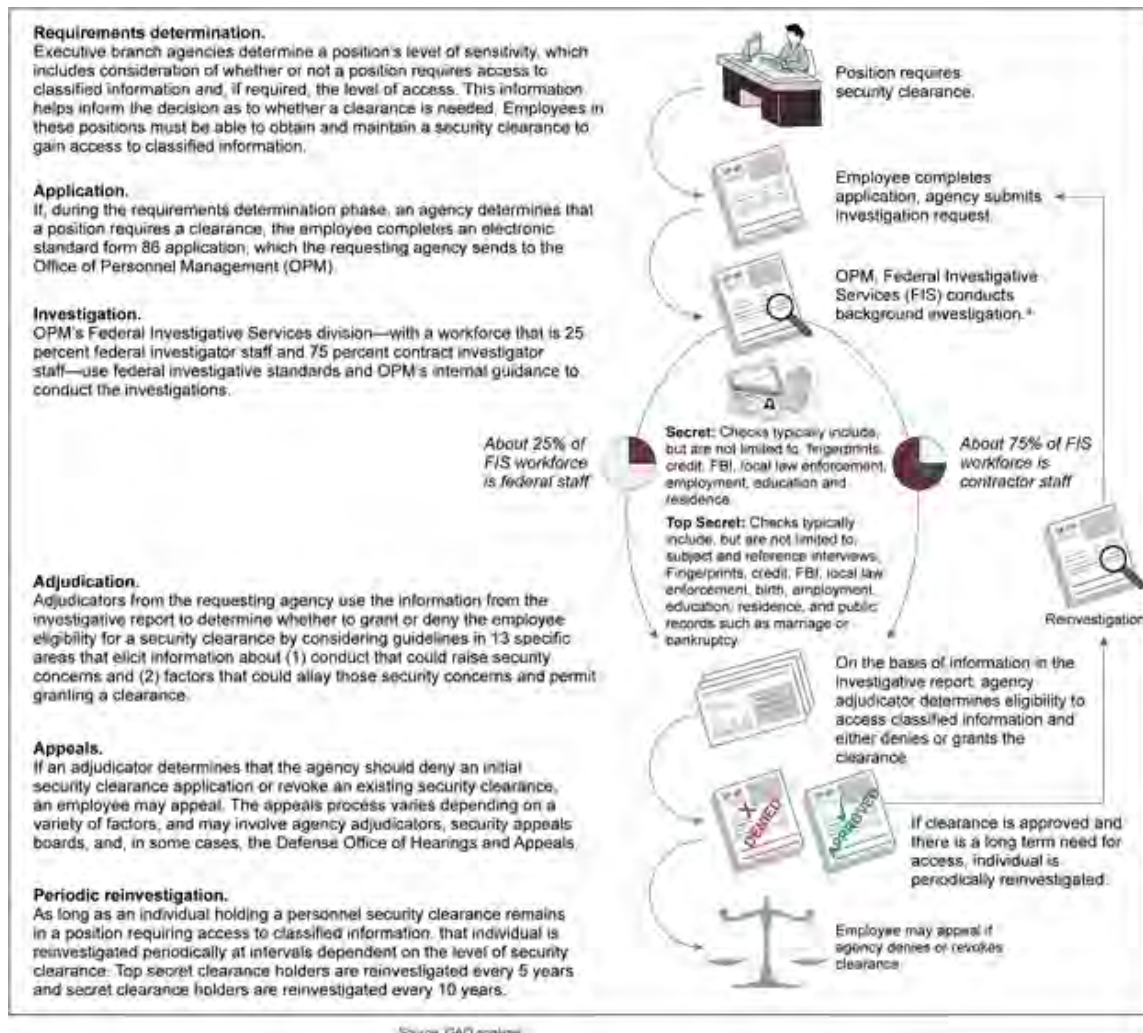 Requirements determination.
Executive branch agencies determine a position's level of sensitivity, which
includes consideration of whether or not a position requires access to
classified information and, if required, the level of access. This information
helps inform the decision as to whether a clearance is needed. Employees in
these positions must be able to obtain and maintain a security clearance to
gain access to classified information.
Application.
If, during the requirements determination phase, an agency determines that
a position requires a clearance, the employee completes an electronic
standard form 86 application, which the requesting agency sends to the
Office of Personnel Management (OPM).
Investigation.
OPM's Federal Investigative Services division—with a workforce that is 25
percent federal investigator staff and 75 percent contract investigator
staff—use federal investigative standards and OPM's internal guidance to
conduct the investigations.
Adjudication.
Adjudicators from the requesting agency use the information from the
investigative report to determine whether to grant or deny the employee
eligibility for a security clearance by considering guidelines in 13 specific
areas that elicit information about (1) conduct that could raise security
concerns and (2) factors that could allay those security concerns and permit
granting a clearance.
Appeals.
If an adjudicator determines that the agency should deny an initial
security clearance application or revoke an existing security clearance,
an employee may appeal. The appeals process varies depending on a
variety of factors, and may involve agency adjudicators, security appeals
boards, and, in some cases, the Defense Office of Hearings and Appeals.
Periodic reinvestigation.
As long as an individual holding a personnel security clearance remains
in a position requiring access to classified information, that individual is
reinvestigated periodically at intervals dependent on the level of security
clearance. Top secret clearance holders are reinvestigated every 5 years
and secret clearance holders are reinvestigated every 10 years.
Position requires
security clearance.
Employee completes
application, agency submits
investigation request.
OPM, Federal Investigative
Services (FIS) conducts
background investigation.ᵃ
About 25% of
FIS workforce
is federal staff
Secret: Checks typically include,
but are not limited to, fingerprints,
credit, FBI, local law enforcement,
employment, education and
residence.
Top Secret: Checks typically
include, but are not limited to,
subject and reference interviews,
Fingerprints, credit, FBI, local law
enforcement, birth, employment,
education, residence, and public
records such as marriage or
bankruptcy.
About 75% of FIS
workforce is
contractor staff
Reinvestigation
On the basis of information in the
investigative report, agency
adjudicator determines eligibility to
access classified information and
either denies or grants the
clearance.
DENIED
APPROVED
If clearance is approved and
there is a long term need for
access, individual is
periodically reinvestigated.
Employee may appeal if
agency denies or revokes
clearance.
Source: GAO analysis.